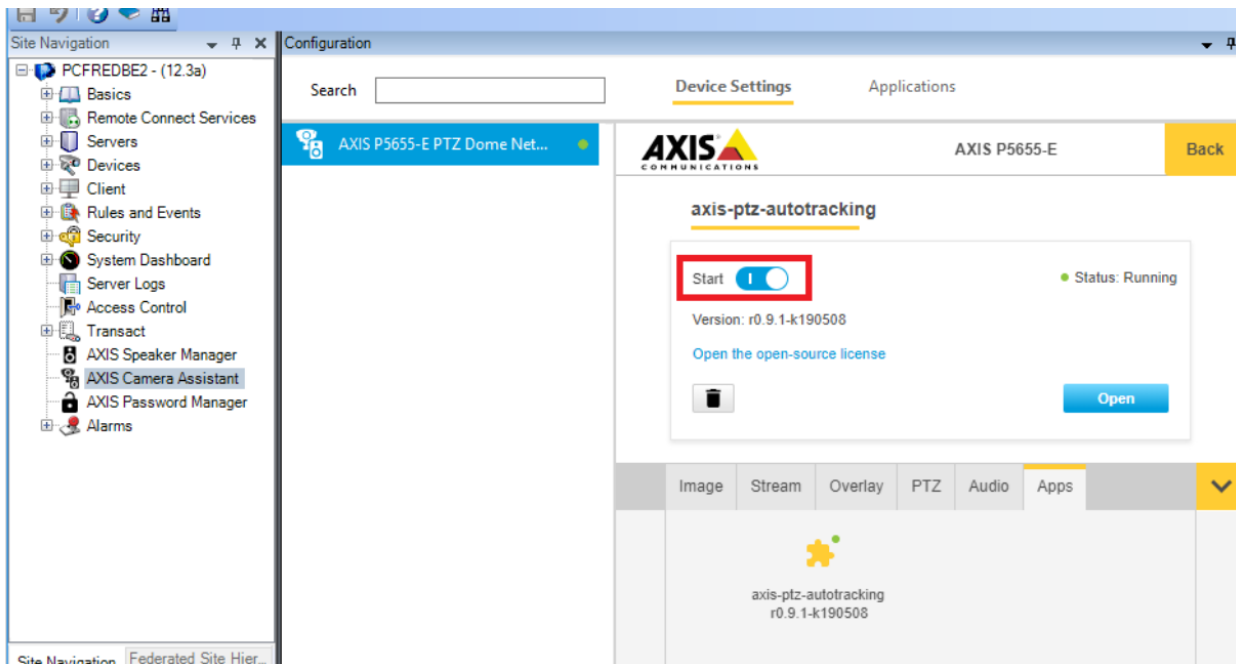 Site Navigation
Configuration
PCFREDBE2 - (12.3a)
Basics
Remote Connect Services
Servers
Devices
Client
Rules and Events
Security
System Dashboard
Server Logs
Access Control
Transact
AXIS Speaker Manager
AXIS Camera Assistant
AXIS Password Manager
Alarms
Site Navigation Federated Site Hier...
Search
Device Settings Applications
AXIS P5655-E PTZ Dome Net...
AXIS
COMMUNICATIONS
AXIS P5655-E
Back
axis-ptz-autotracking
Start
Status: Running
Version: r0.9.1-k190508
Open the open-source license
Open
Image Stream Overlay PTZ Audio Apps
axis-ptz-autotracking
r0.9.1-k190508